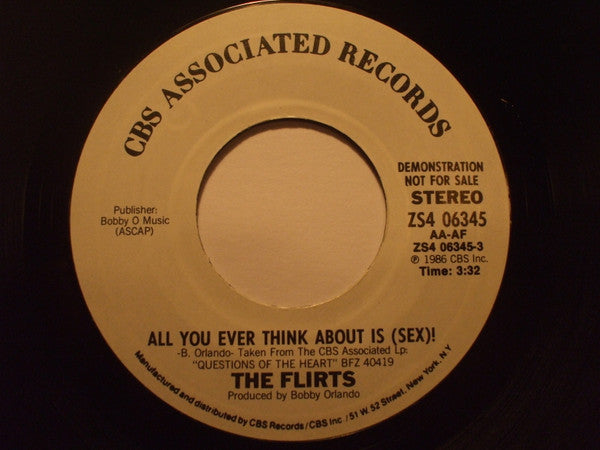 CBS ASSOCIATED RECORDS
DEMONSTRATION
NOT FOR SALE
STEREO
ZS4 06345
AA-AF
ZS4 06345-3
℗ 1986 CBS Inc.
Time: 3:32
Publisher:
Bobby O Music
(ASCAP)
ALL YOU EVER THINK ABOUT IS (SEX)!
-B. Orlando- Taken From The CBS Associated Lp:
"QUESTIONS OF THE HEART" BFZ 40419
THE FLIRTS
Produced by Bobby Orlando
Manufactured and distributed by CBS Records/CBS Inc./51 W. 52 Street, New York, N.Y.